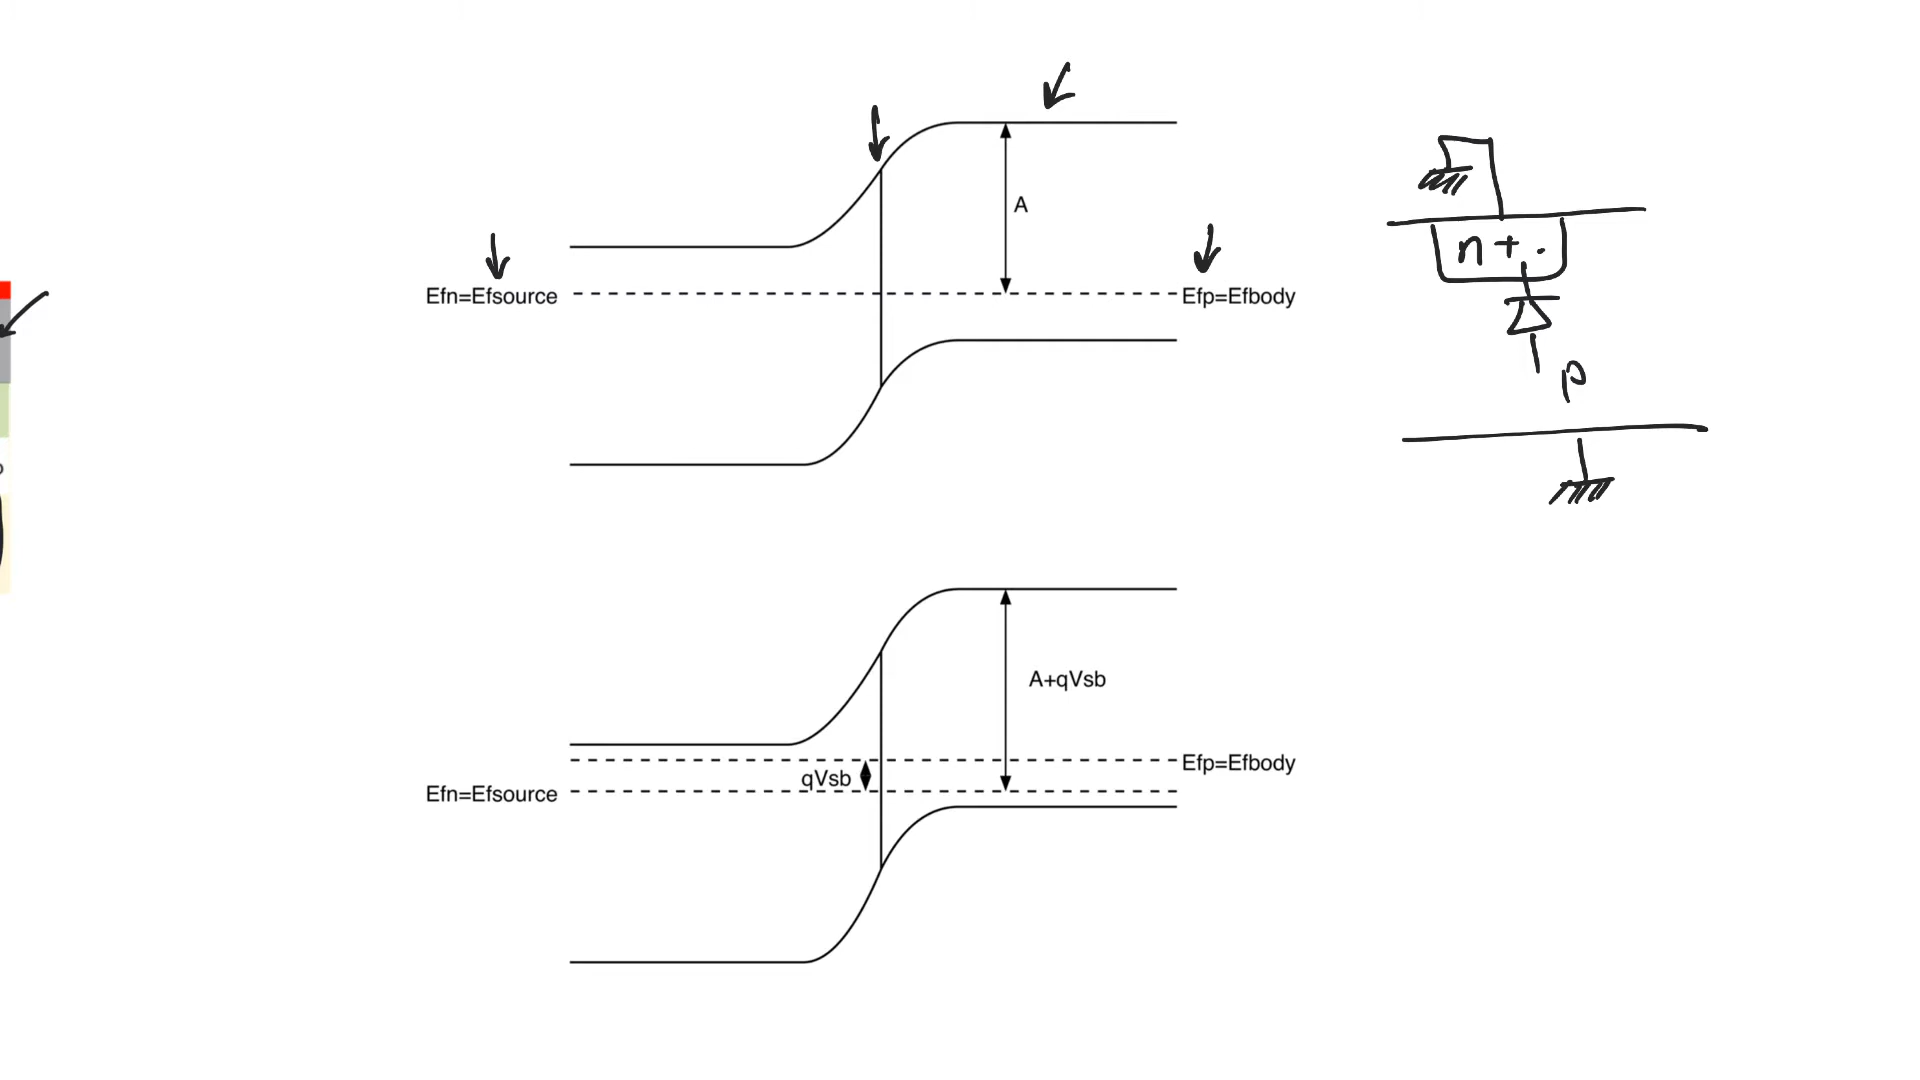 A
Efn=Efsource
Efp=Efbody
n+
p
A+qVsb
Efp=Efbody
qVsb
Efn=Efsource